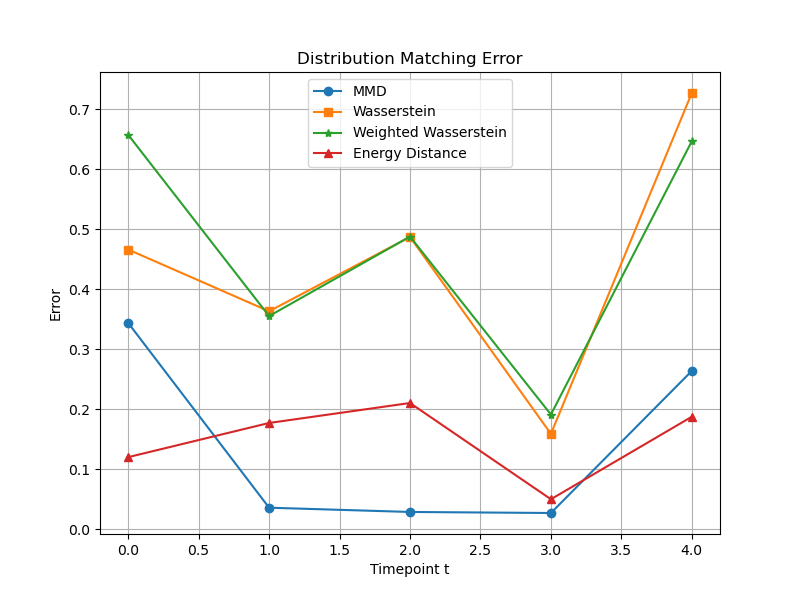 Distribution Matching Error
MMD
Wasserstein
Weighted Wasserstein
Energy Distance
Error
0.7
0.6
0.5
0.4
0.3
0.2
0.1
0.0
0.0 0.5 1.0 1.5 2.0 2.5 3.0 3.5 4.0
Timepoint t